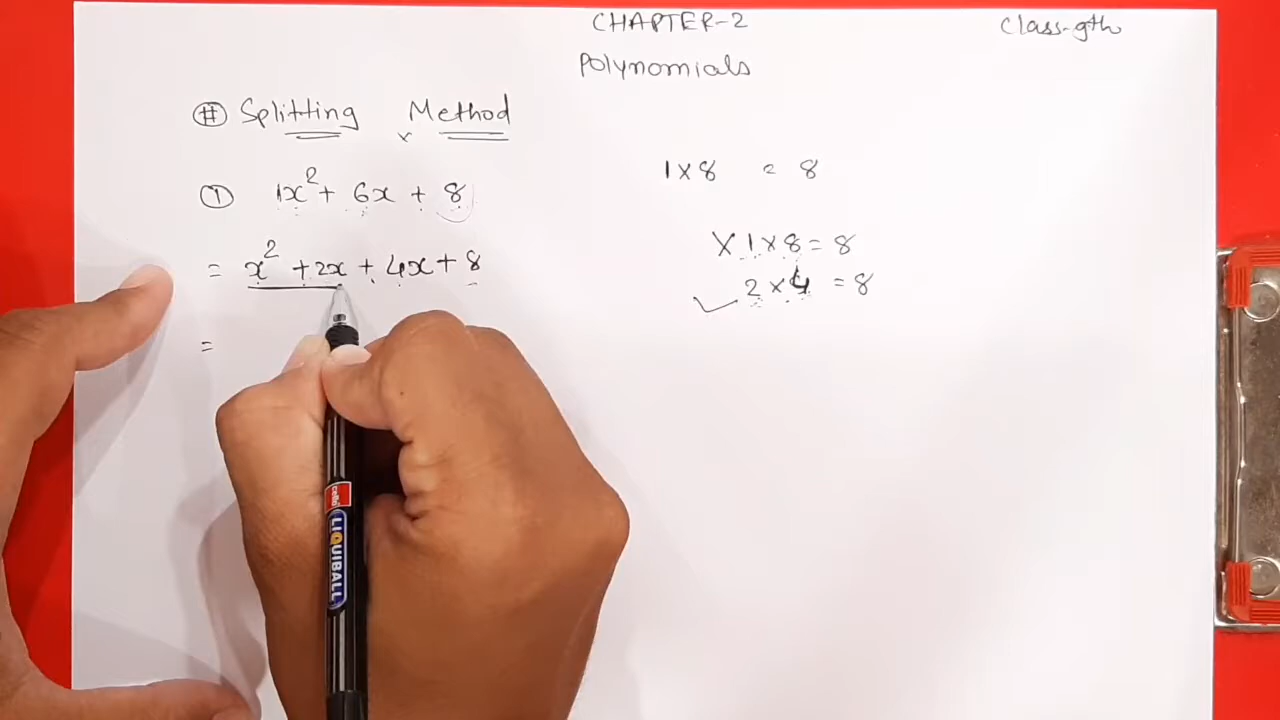 CHAPTER-2
Class-9th
Polynomials
# Splitting Method
×
① 1x² + 6x + 8
1×8 = 8
= x² + 2x + 4x + 8
× 1×8 = 8
✓ 2×4 = 8
=
cello
LIQUIBALL